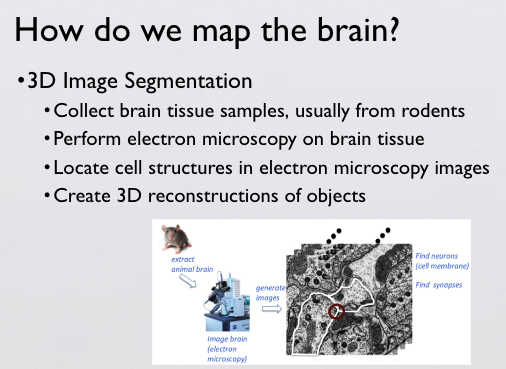 How do we map the brain?
•3D Image Segmentation
•Collect brain tissue samples, usually from rodents
•Perform electron microscopy on brain tissue
•Locate cell structures in electron microscopy images
•Create 3D reconstructions of objects
extract
animal brain
Image brain
(electron
microscopy)
generate
images
Find neurons
(cell membrane)
Find synapses